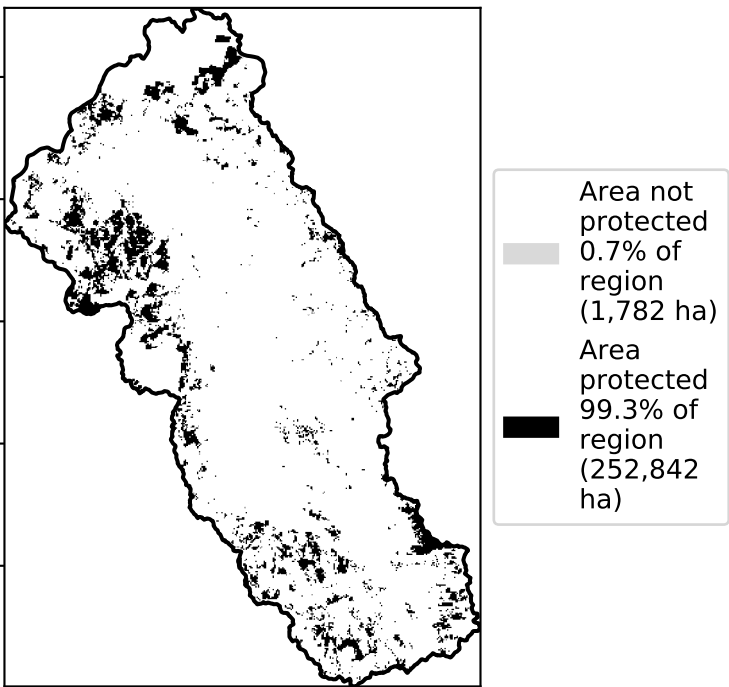 Area not
protected
0.7% of
region
(1,782 ha)
Area
protected
99.3% of
region
(252,842
ha)